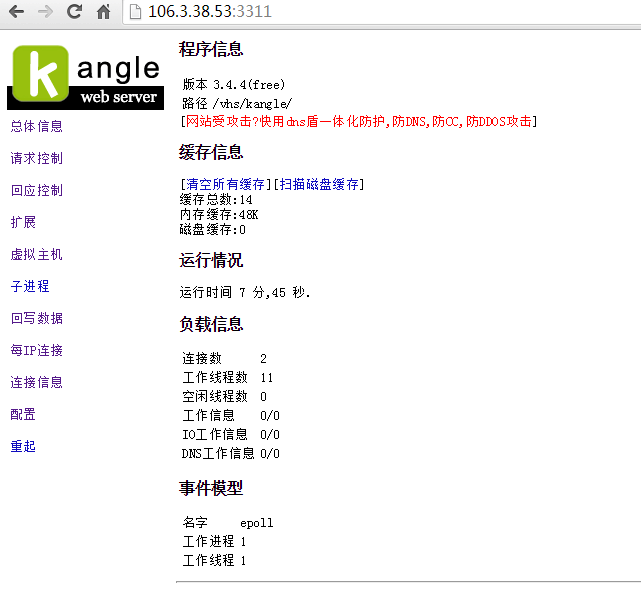 106.3.38.53:3311
kangle
web server
总体信息
请求控制
回应控制
扩展
虚拟主机
子进程
回写数据
每IP连接
连接信息
配置
重起
程序信息
版本 3.4.4(free)
路径 /vhs/kangle/
[网站受攻击?快用dns盾一体化防护,防DNS,防CC,防DDOS攻击]
缓存信息
[清空所有缓存][扫描磁盘缓存]
缓存总数:14
内存缓存:48K
磁盘缓存:0
运行情况
运行时间 7 分,45 秒.
负载信息
连接数 2
工作线程数 11
空闲线程数 0
工作信息 0/0
IO工作信息 0/0
DNS工作信息 0/0
事件模型
名字 epoll
工作进程 1
工作线程 1